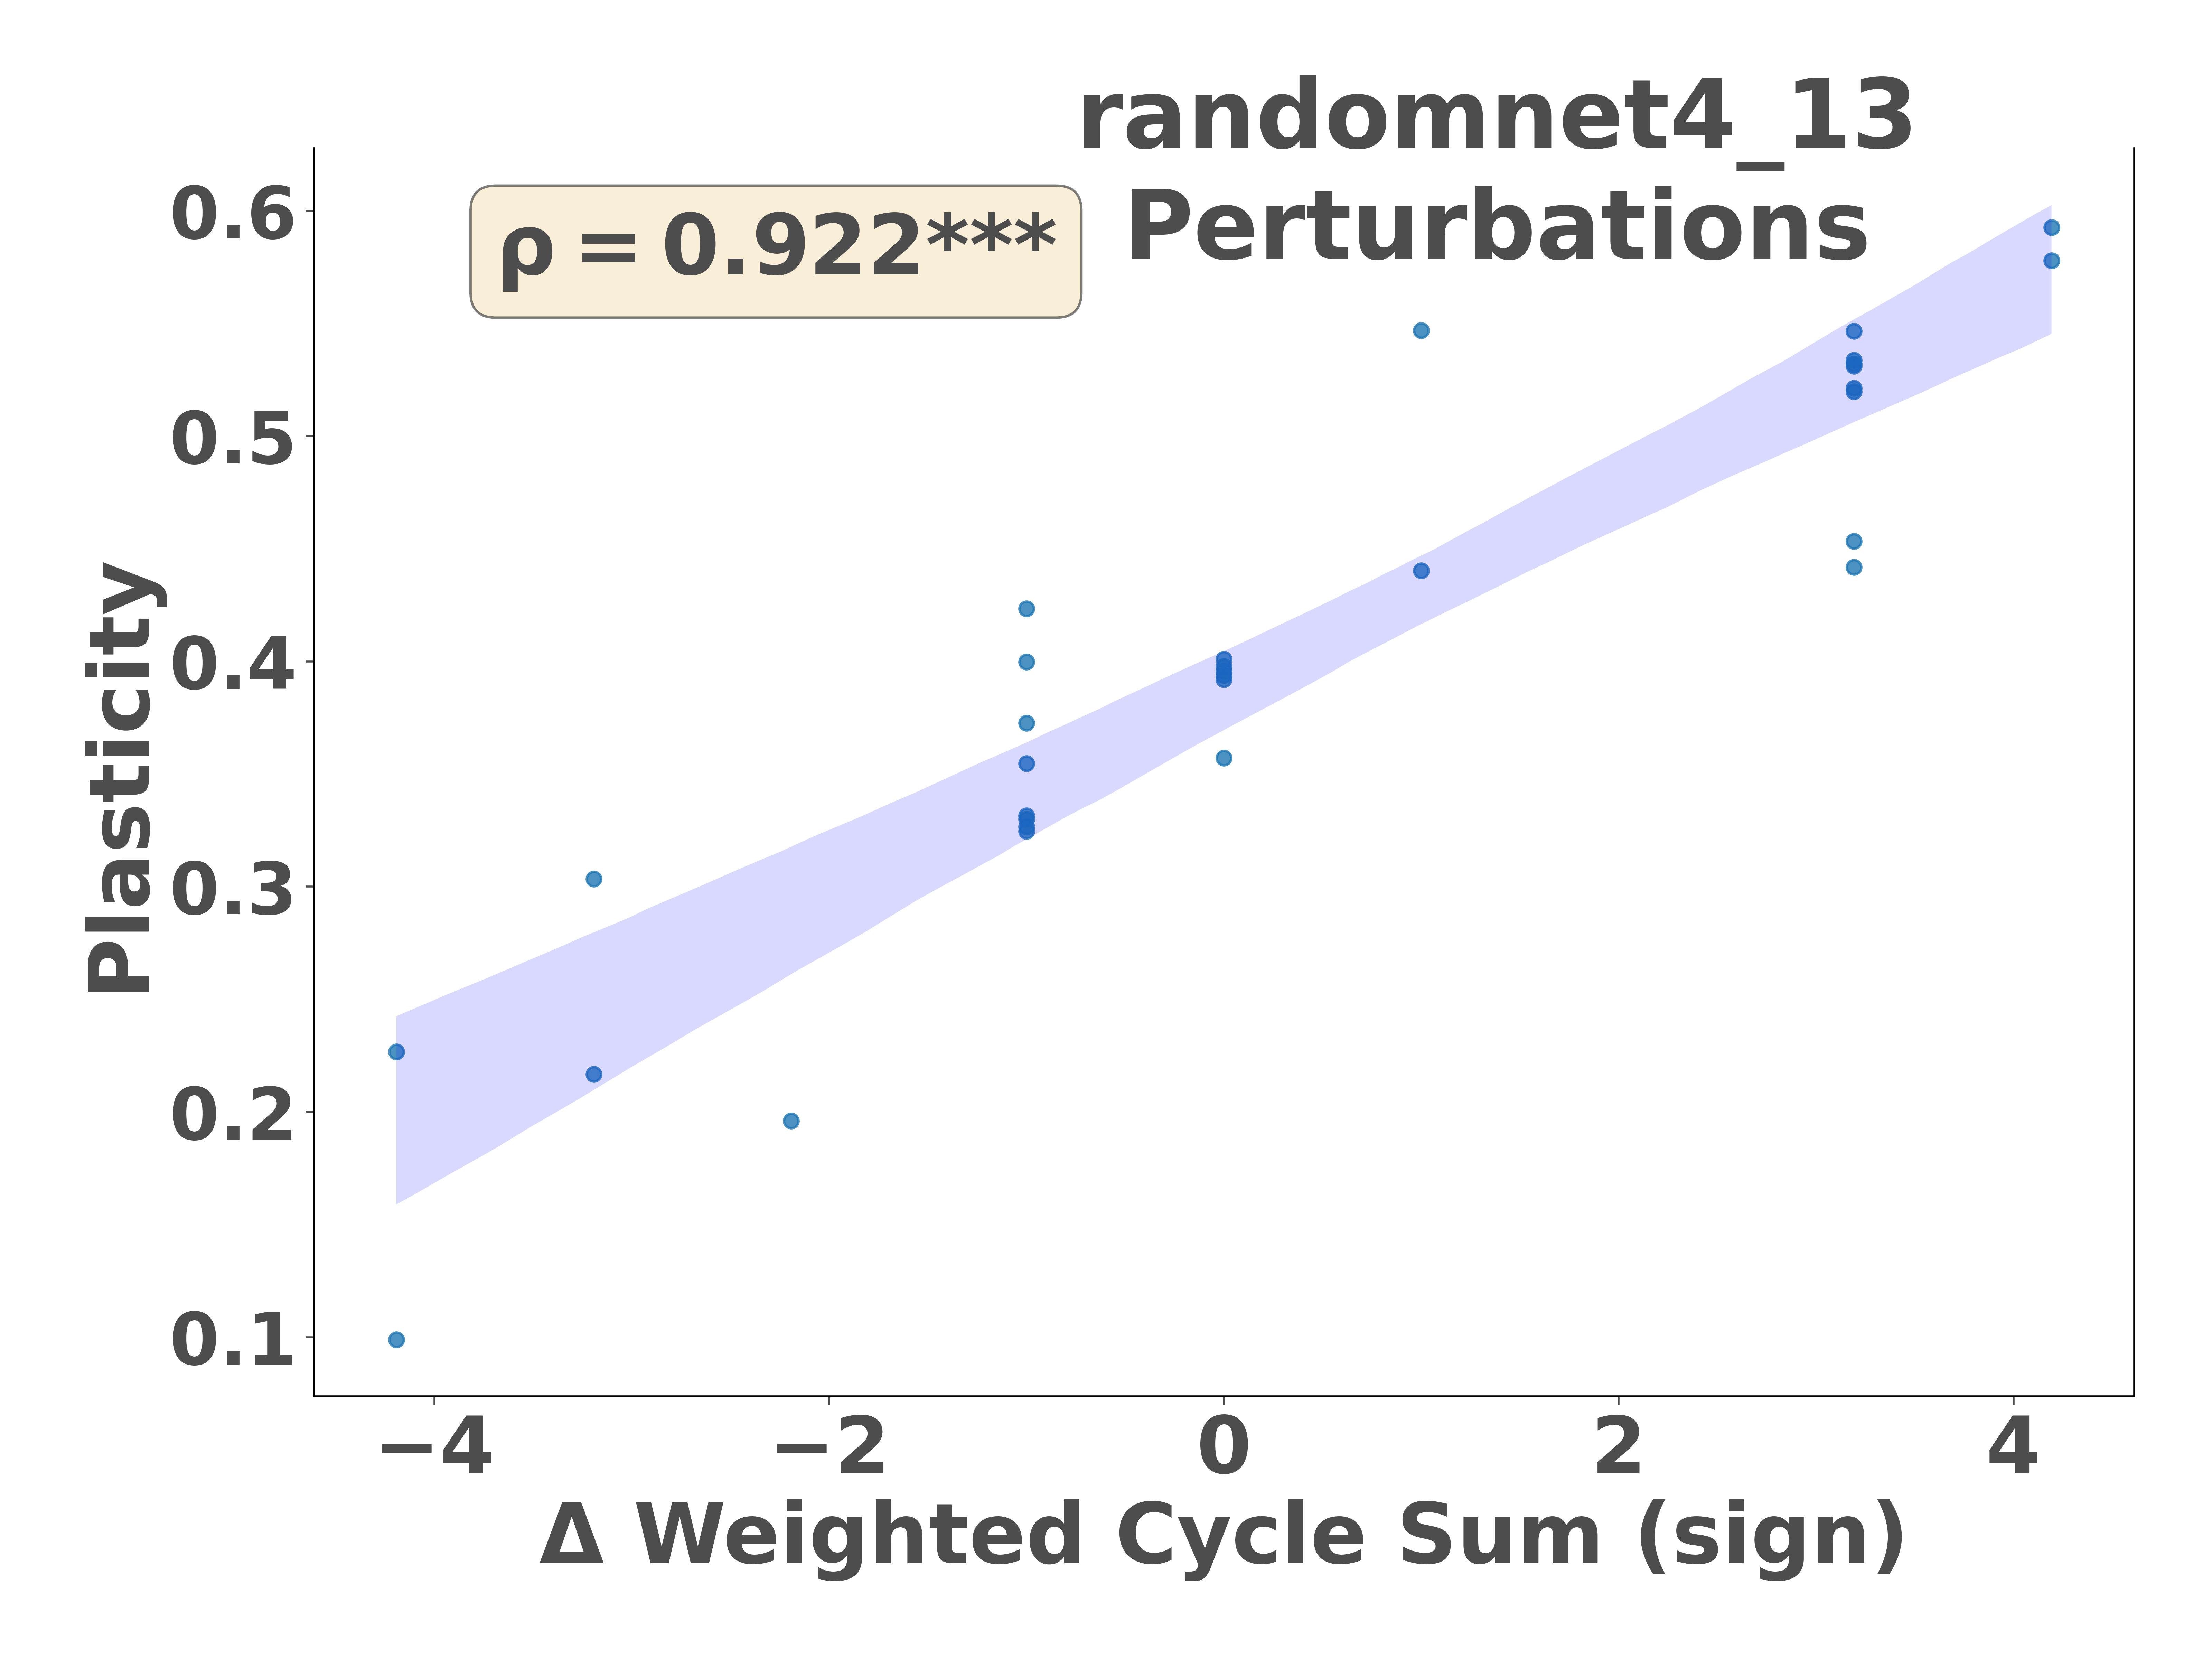 randomnet4_13
Perturbations
ρ = 0.922***
Plasticity
0.6
0.5
0.4
0.3
0.2
0.1
−4 −2 0 2 4
Δ Weighted Cycle Sum (sign)